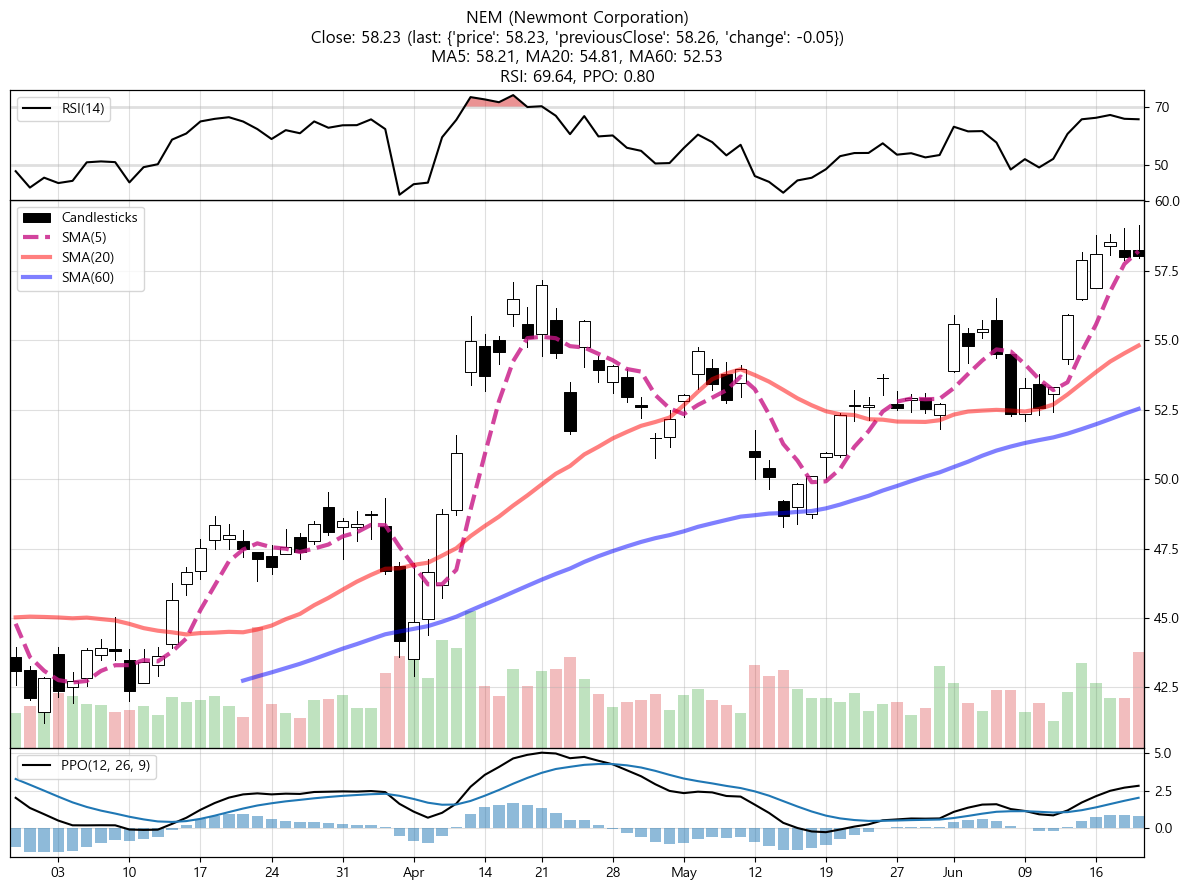 NEM (Newmont Corporation)
Close: 58.23 (last: {'price': 58.23, 'previousClose': 58.26, 'change': -0.05})
MA5: 58.21, MA20: 54.81, MA60: 52.53
RSI: 69.64, PPO: 0.80
RSI(14)
70
50
60.0
Candlesticks
SMA(5)
SMA(20)
SMA(60)
57.5
55.0
52.5
50.0
47.5
45.0
42.5
PPO(12, 26, 9)
5.0
2.5
0.0
03 10 17 24 31 Apr 14 21 28 May 12 19 27 Jun 09 16